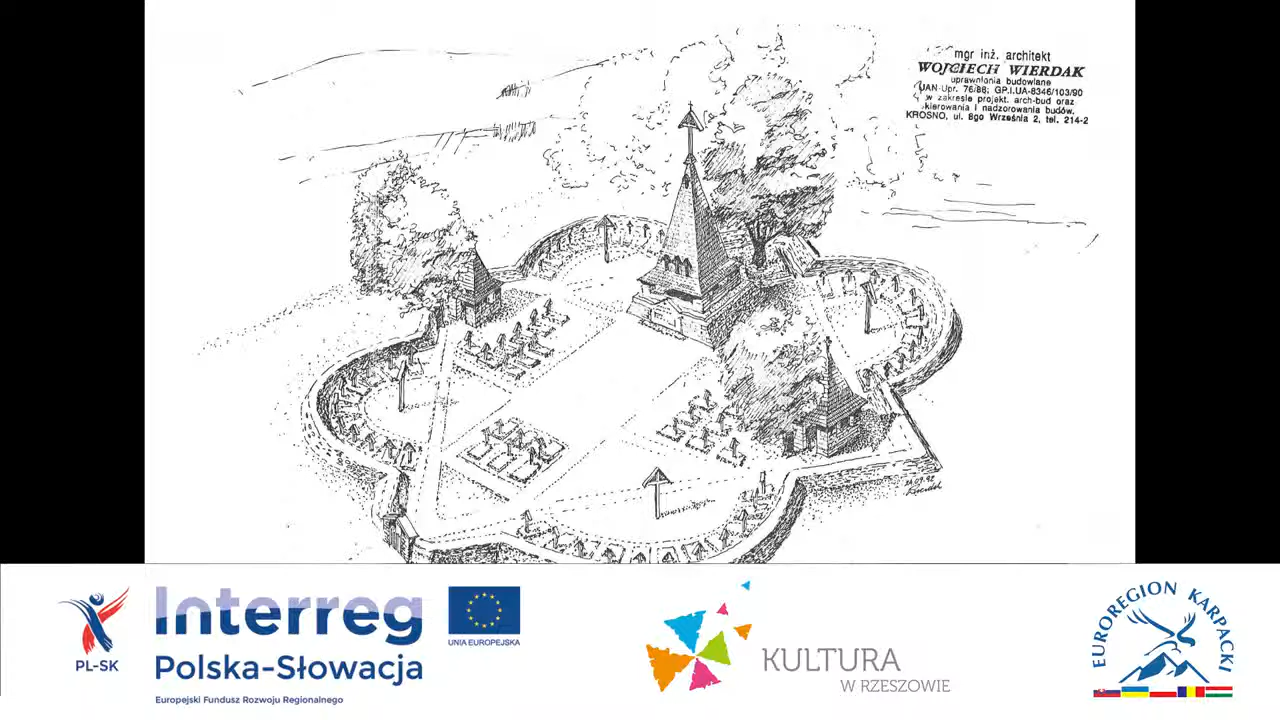 mgr inż. architekt
WOJCIECH WIERDAK
uprawnienia budowlane
UAN-Upr. 76/88; GP.I.UA-8346/103/90
w zakresie projekt. arch-bud oraz
kierowania i nadzorowania budów.
KROSNO, ul. 8go Września 2, tel. 214-2
PL-SK
Interreg
Polska-Słowacja
Europejski Fundusz Rozwoju Regionalnego
UNIA EUROPEJSKA
KULTURA
W RZESZOWIE
EUROREGION KARPACKI